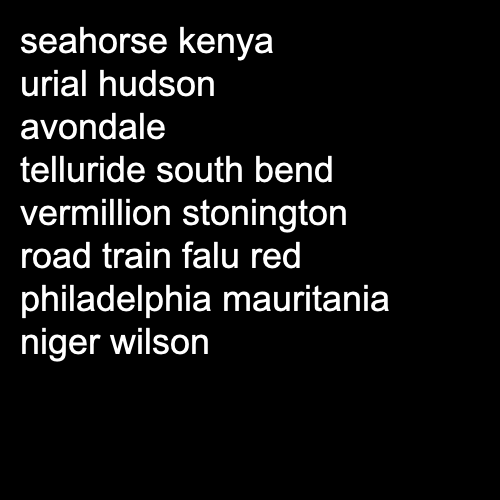 seahorse kenya
urial hudson
avondale
telluride south bend
vermillion stonington
road train falu red
philadelphia mauritania
niger wilson